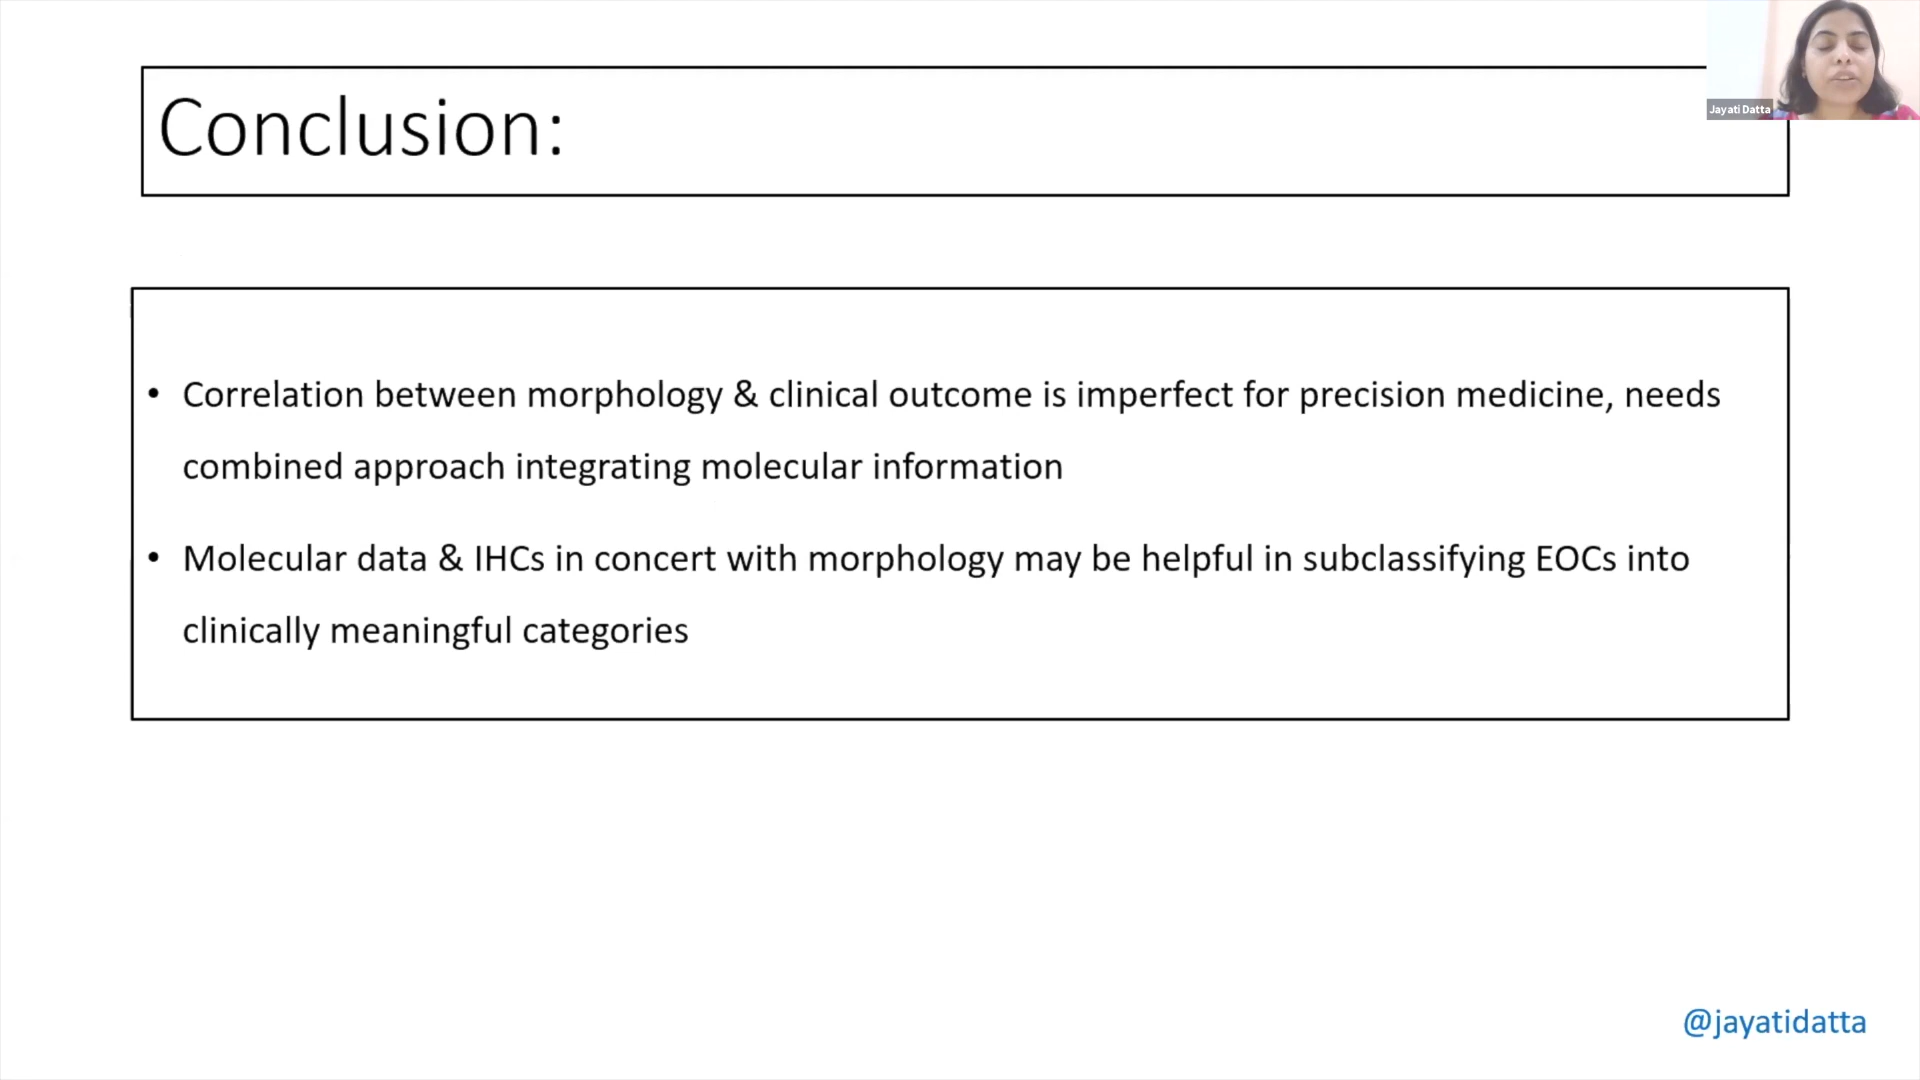 Jayati Datta
Conclusion:
• Correlation between morphology & clinical outcome is imperfect for precision medicine, needs
combined approach integrating molecular information
• Molecular data & IHCs in concert with morphology may be helpful in subclassifying EOCs into
clinically meaningful categories
@jayatidatta